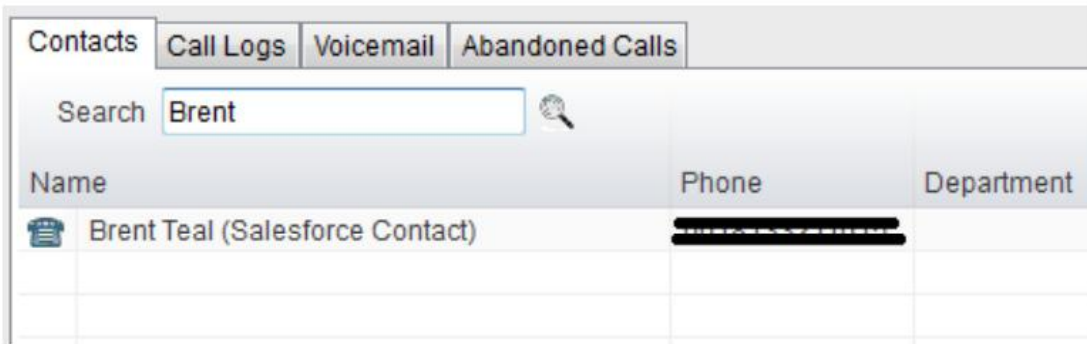 Contacts Call Logs Voicemail Abandoned Calls
Search Brent
Name Phone Department
Brent Teal (Salesforce Contact)